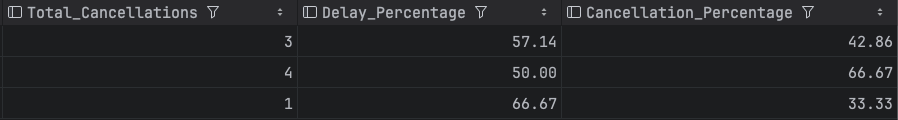 Total_Cancellations Delay_Percentage Cancellation_Percentage
3 57.14 42.86
4 50.00 66.67
1 66.67 33.33